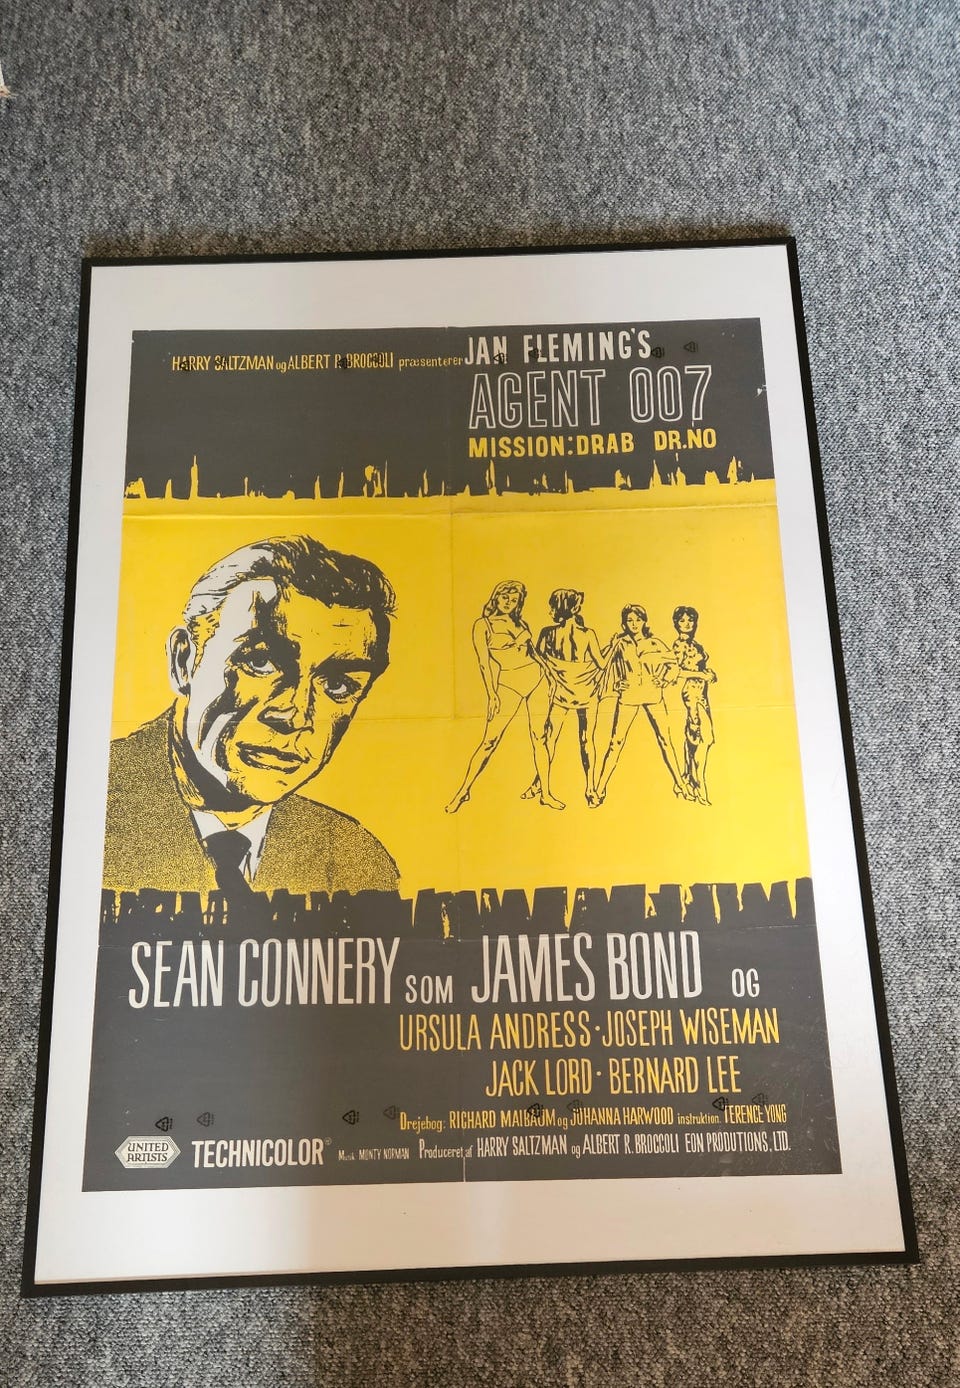 HARRY SALTZMAN og ALBERT R. BROCCOLI præsenterer JAN FLEMING'S
AGENT 007
MISSION: DRAB DR.NO
SEAN CONNERY SOM JAMES BOND OG
URSULA ANDRESS · JOSEPH WISEMAN
JACK LORD · BERNARD LEE
Drejebog: RICHARD MAIBAUM og JOHANNA HARWOOD instruktion TERENCE YONG
UNITED ARTISTS
TECHNICOLOR®
Musik MONTY NORMAN Produceret af HARRY SALTZMAN og ALBERT R. BROCCOLI EON PRODUTIONS, LTD.